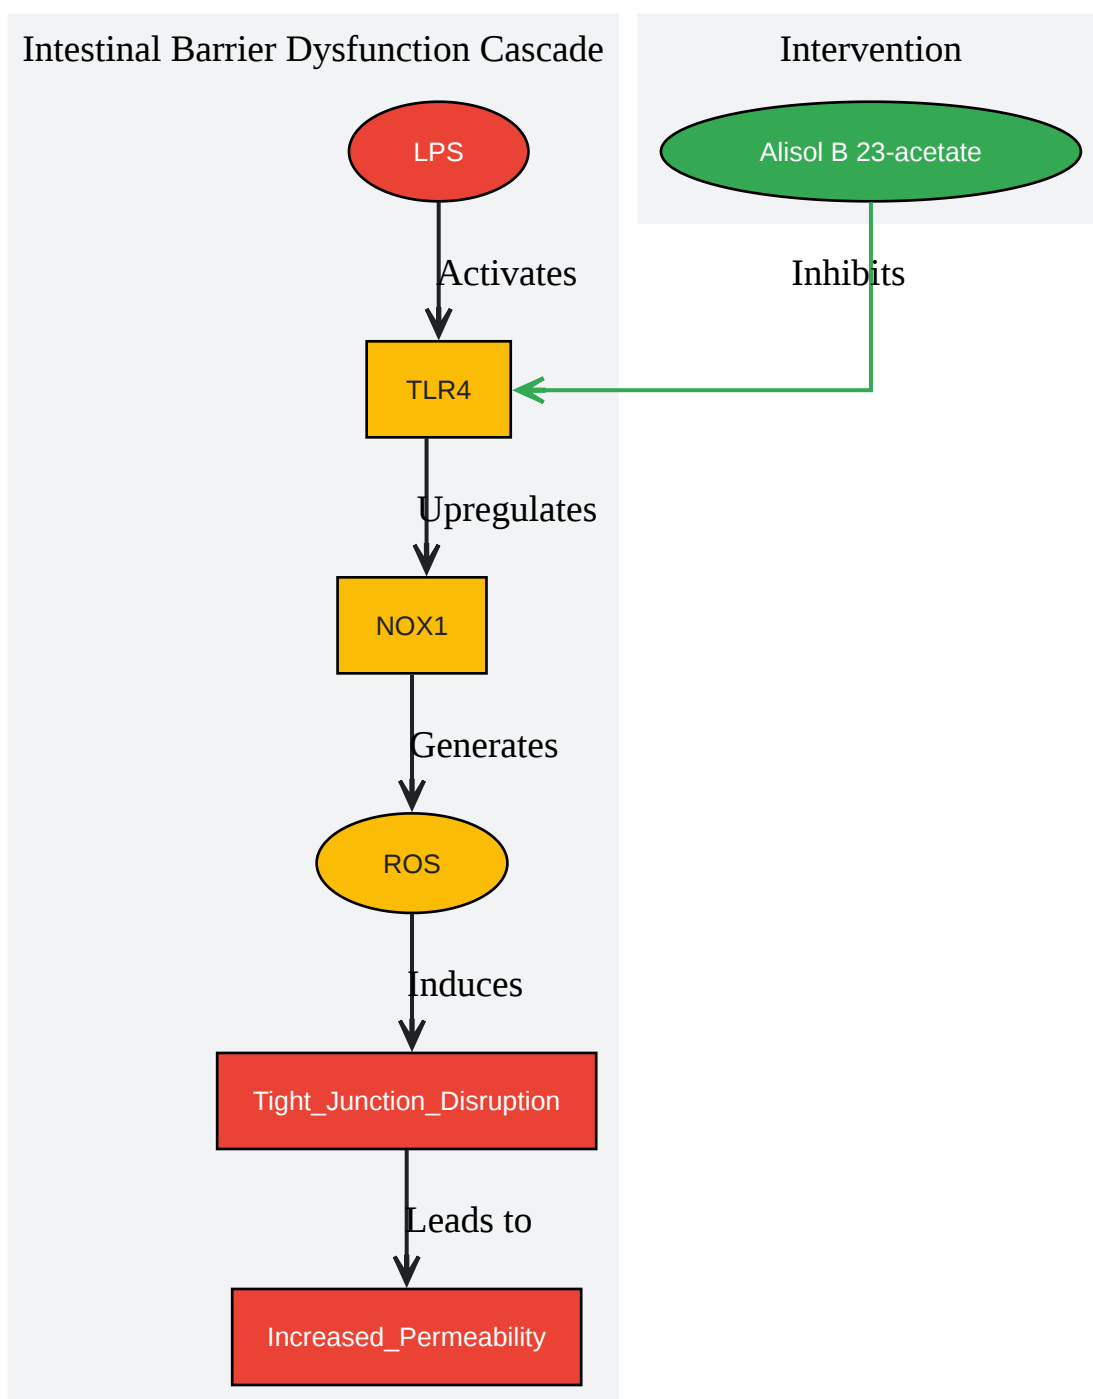 Intestinal Barrier Dysfunction Cascade
Intervention
LPS
Alisol B 23-acetate
Activates
Inhibits
TLR4
Upregulates
NOX1
Generates
ROS
Induces
Tight_Junction_Disruption
Leads to
Increased_Permeability